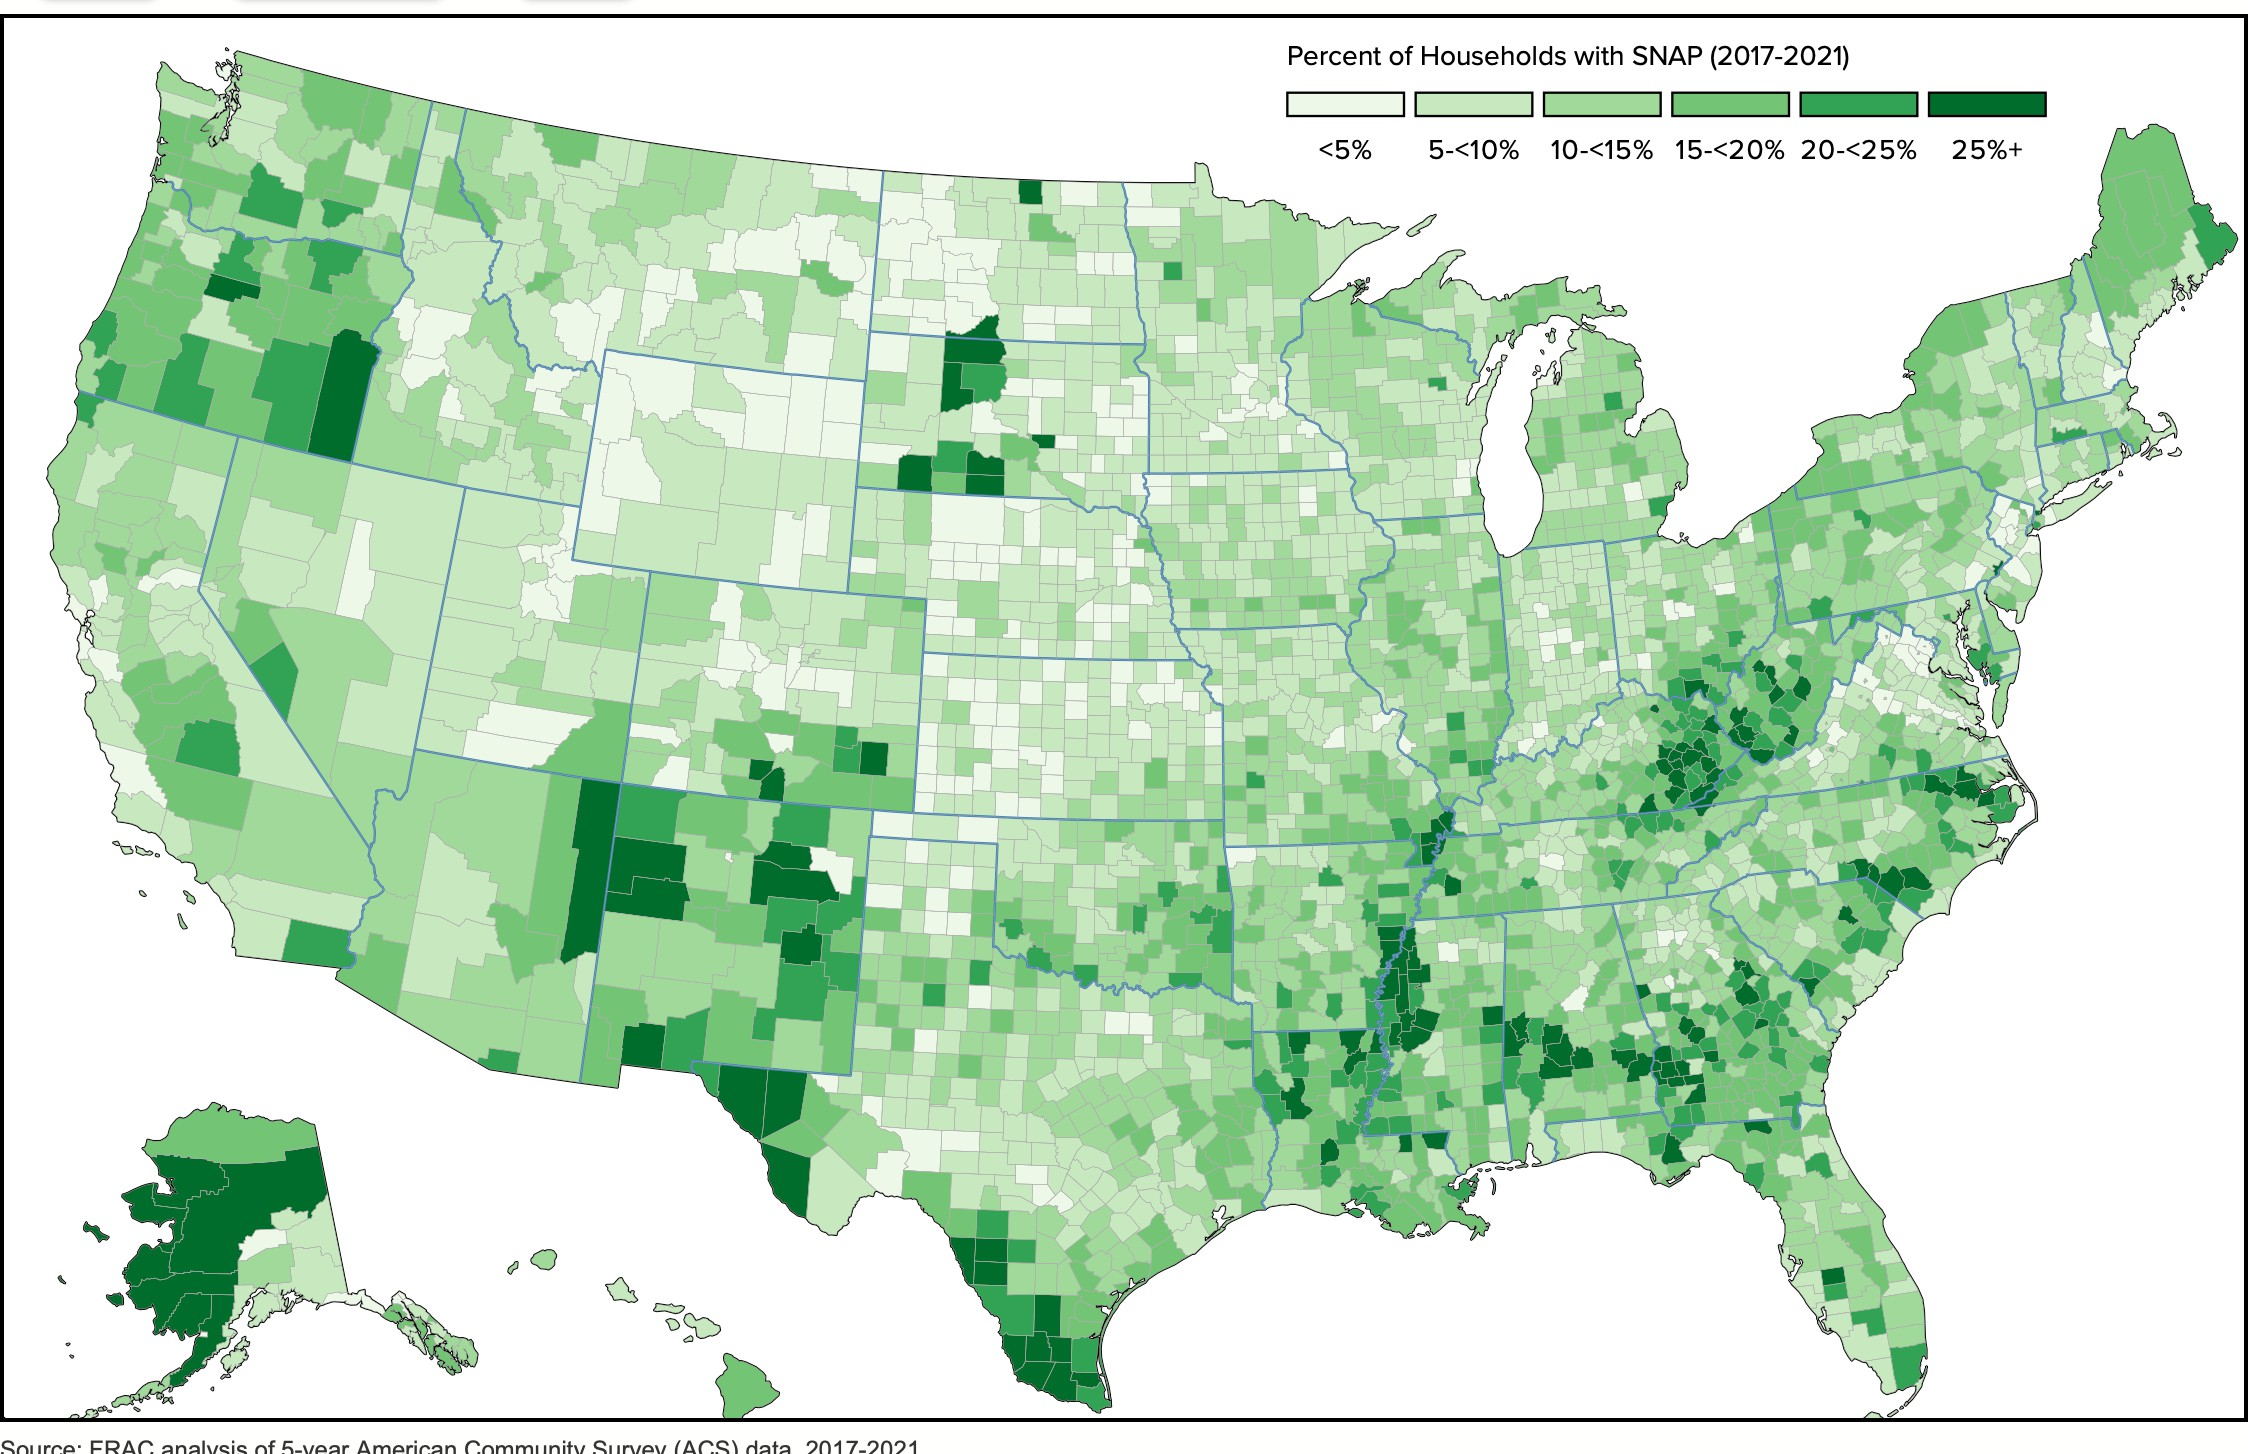 Percent of Households with SNAP (2017-2021)
<5% 5-<10% 10-<15% 15-<20% 20-<25% 25%+
Source: FRAC analysis of 5-year American Community Survey (ACS) data, 2017-2021